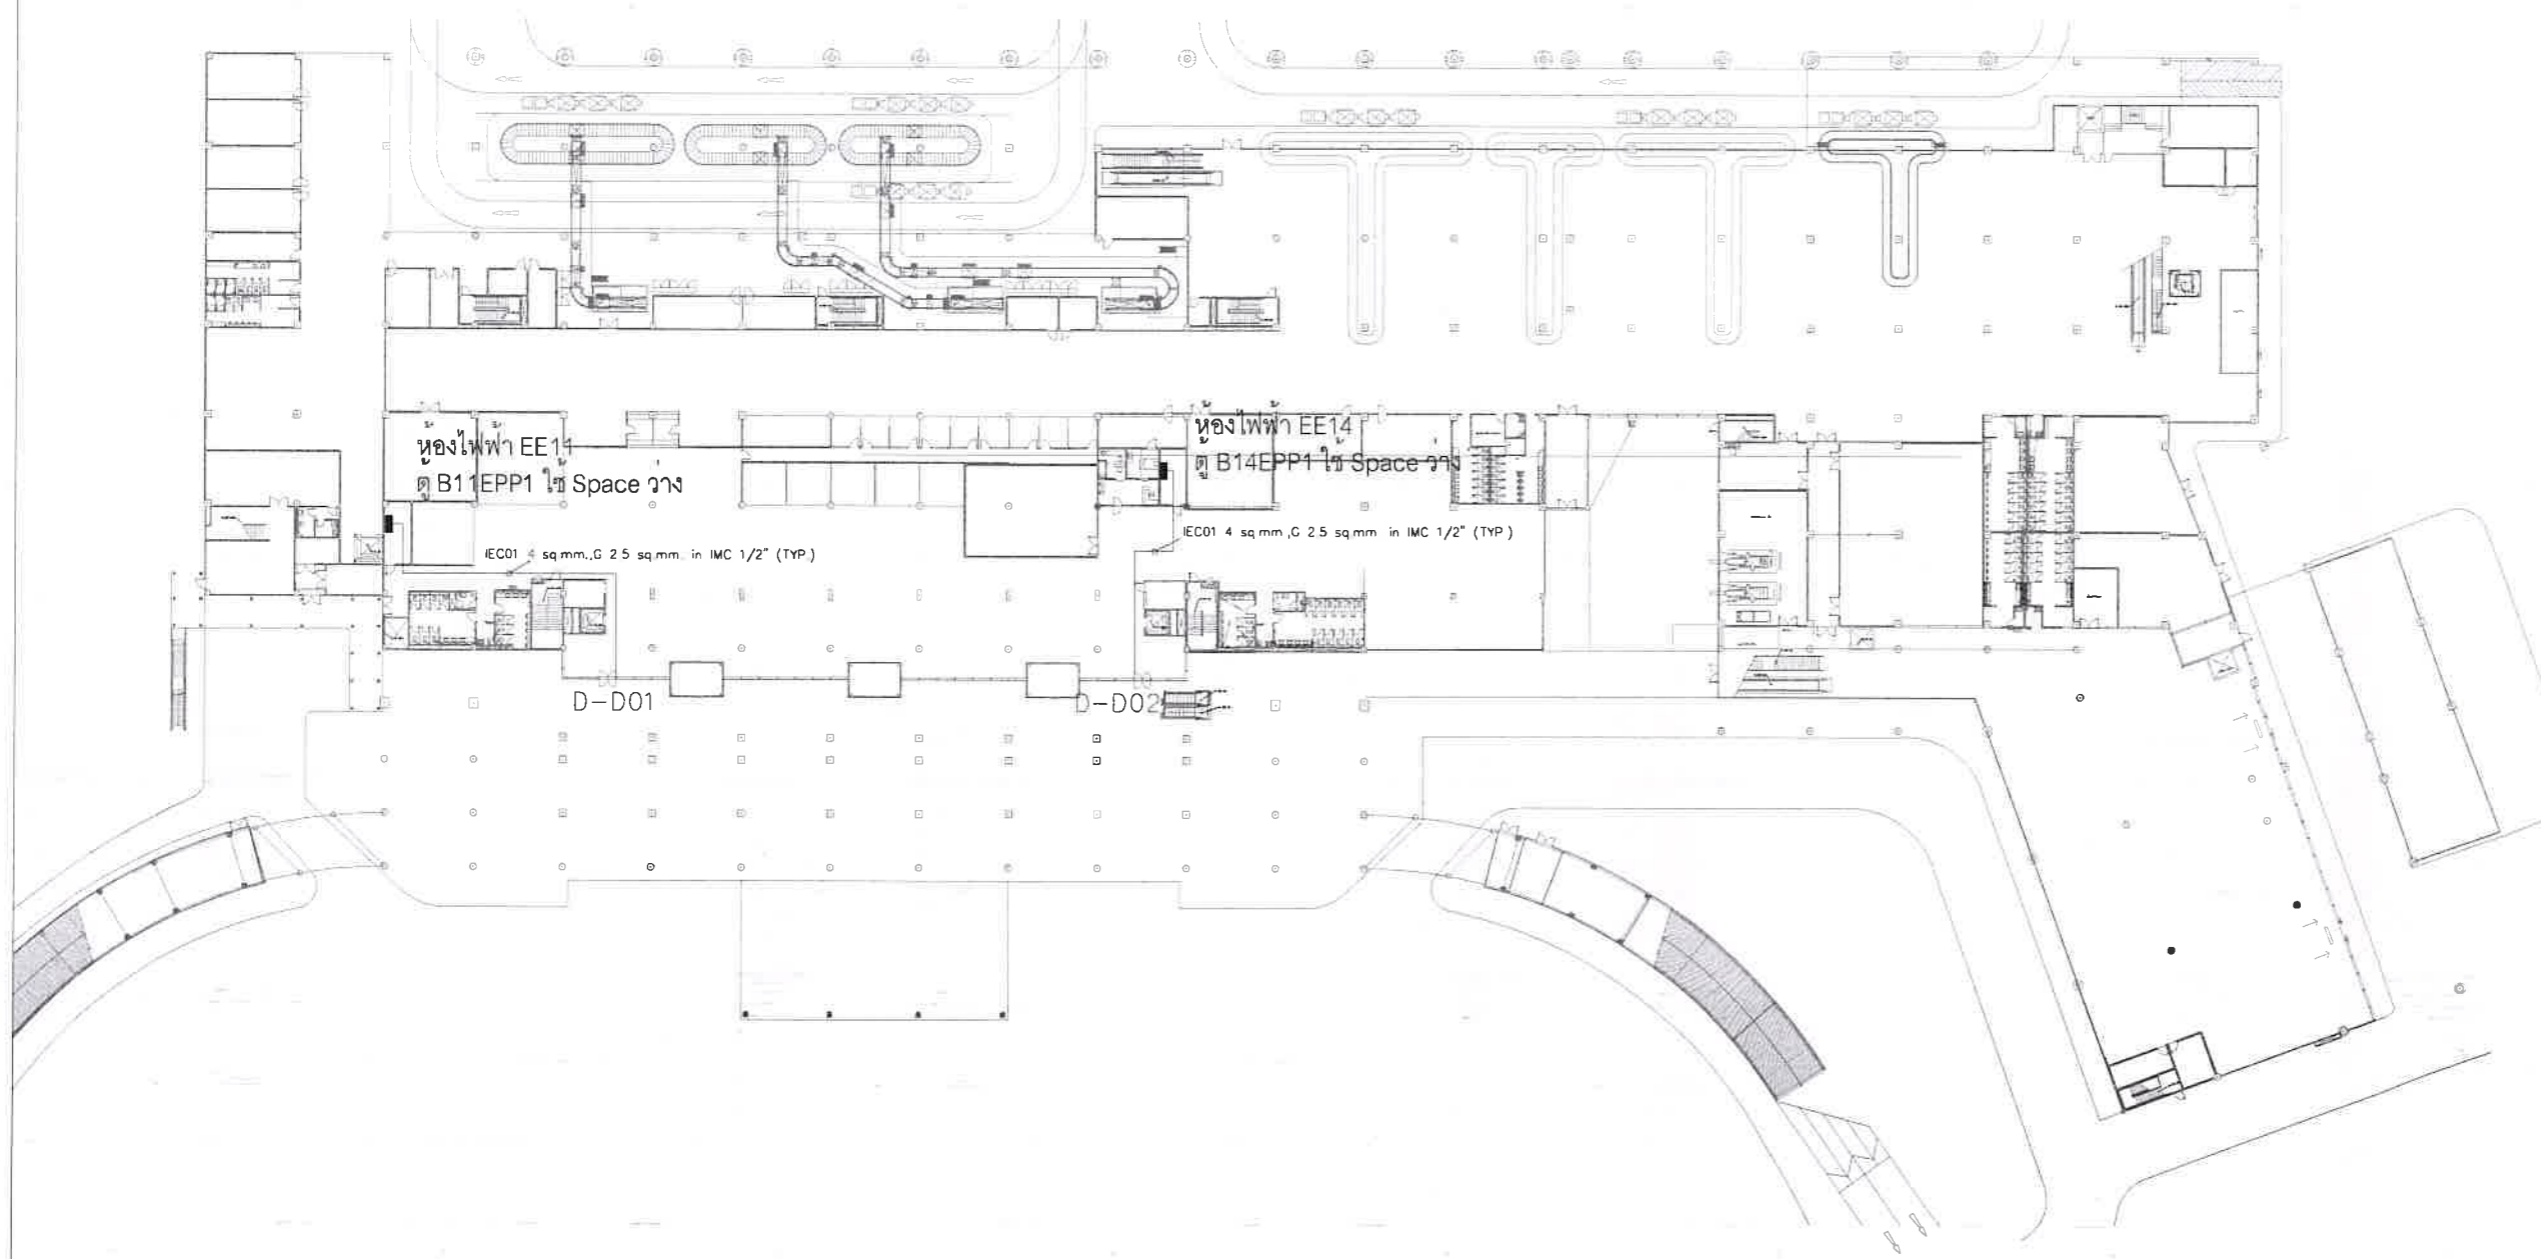 ห้องไฟฟ้า EE11
ตู้ B11EPP1 ใช้ Space ว่าง
ห้องไฟฟ้า EE14
ตู้ B14EPP1 ใช้ Space ว่าง
IEC01 4 sq.mm.,G 2.5 sq.mm. in IMC 1/2" (TYP.)
IEC01 4 sq mm ,G 2.5 sq mm in IMC 1/2" (TYP )
D-D01
D-D02